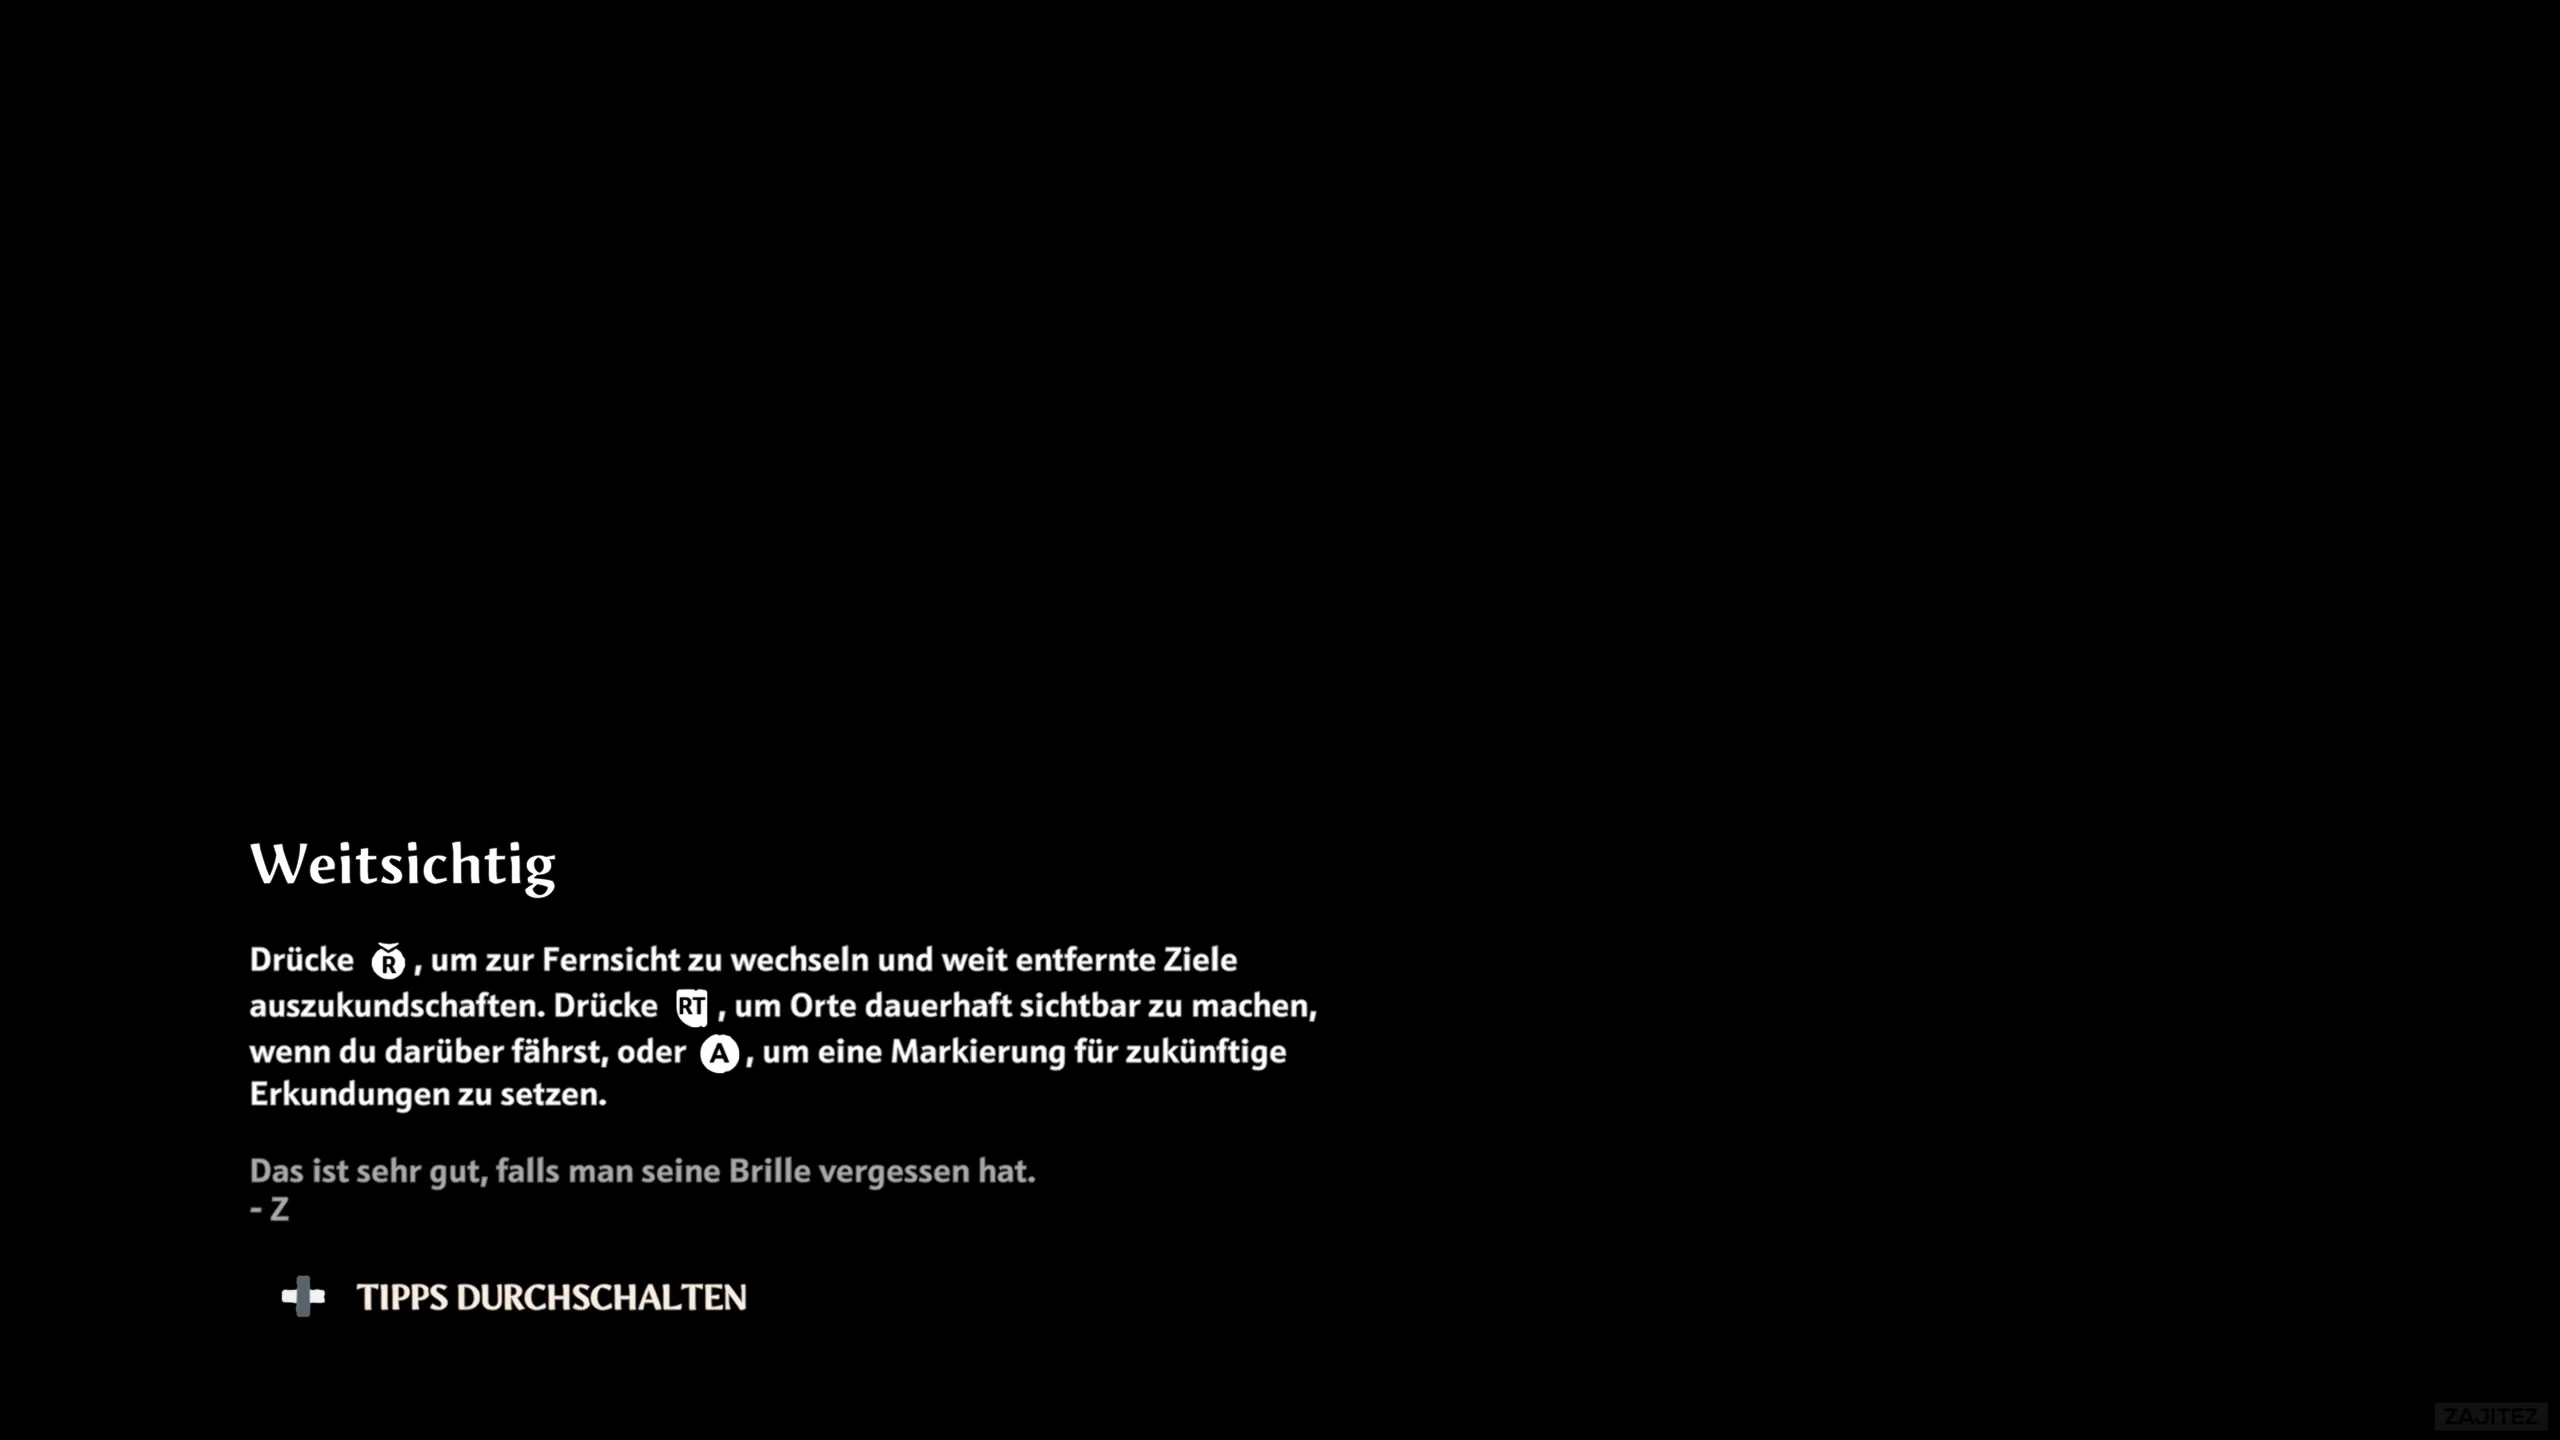 Weitsichtig
Drücke R, um zur Fernsicht zu wechseln und weit entfernte Ziele
auszukundschaften. Drücke RT, um Orte dauerhaft sichtbar zu machen,
wenn du darüber fährst, oder A, um eine Markierung für zukünftige
Erkundungen zu setzen.
Das ist sehr gut, falls man seine Brille vergessen hat.
- Z
TIPPS DURCHSCHALTEN
ZAJITEZ